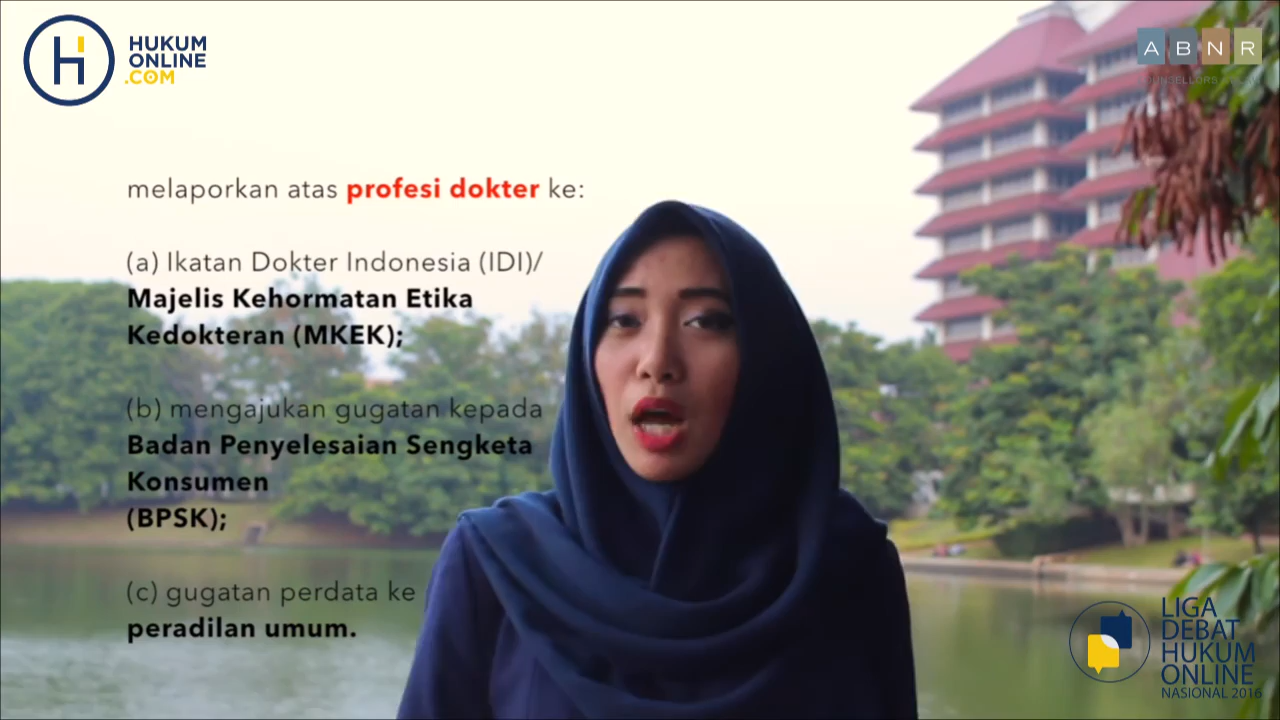 HUKUM
ONLINE
.COM
A B N R
melaporkan atas profesi dokter ke:
(a) Ikatan Dokter Indonesia (IDI)/
Majelis Kehormatan Etika
Kedokteran (MKEK);
(b) mengajukan gugatan kepada
Badan Penyelesaian Sengketa
Konsumen
(BPSK);
(c) gugatan perdata ke
peradilan umum.
LIGA
DEBAT
HUKUM
ONLINE
NASIONAL 2016